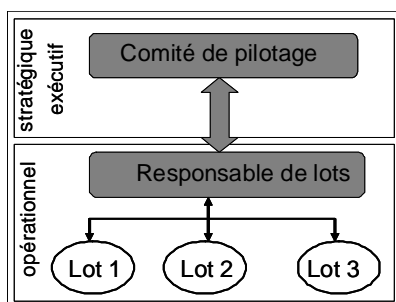 stratégique
exécutif
Comité de pilotage
opérationnel
Responsable de lots
Lot 1
Lot 2
Lot 3